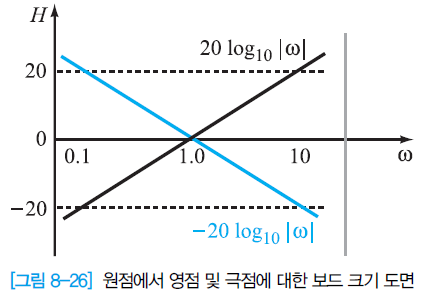 H
20 log₁₀ |ω|
20
0
0.1 1.0 10 ω
−20
−20 log₁₀ |ω|
[그림 8-26] 원점에서 영점 및 극점에 대한 보드 크기 도면